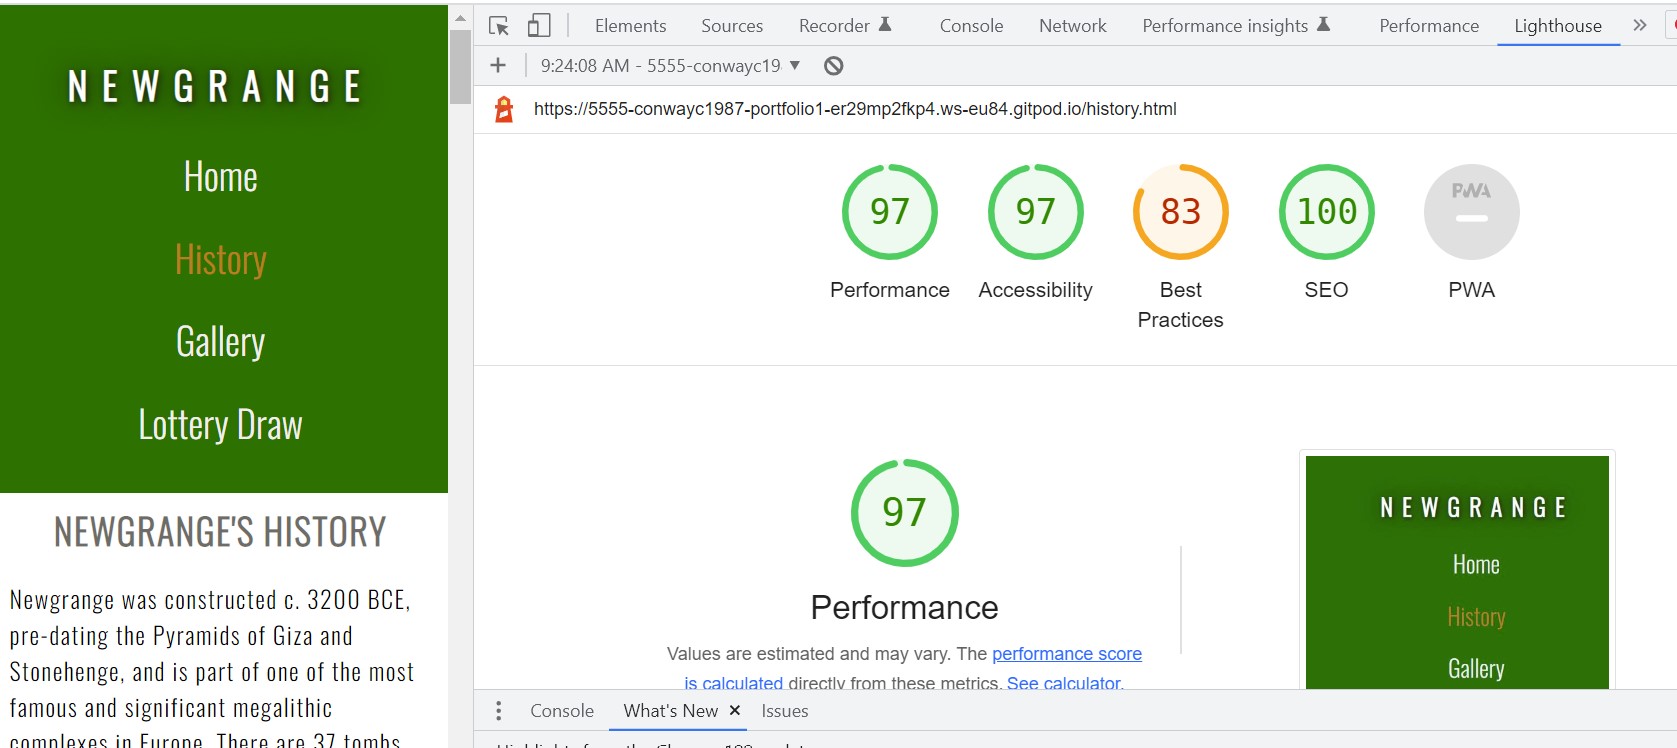 NEWGRANGE
Home
History
Gallery
Lottery Draw
NEWGRANGE'S HISTORY
Newgrange was constructed c. 3200 BCE,
pre-dating the Pyramids of Giza and
Stonehenge, and is part of one of the most
famous and significant megalithic
complexes in Europe. There are 37 tombs
Elements Sources Recorder Console Network Performance insights Performance Lighthouse
9:24:08 AM - 5555-conwayc19
https://5555-conwayc1987-portfolio1-er29mp2fkp4.ws-eu84.gitpod.io/history.html
97 97 83 100 PWA
Performance Accessibility Best Practices SEO PWA
97
Performance
Values are estimated and may vary. The performance score
is calculated directly from these metrics. See calculator.
NEWGRANGE
Home
History
Gallery
Console What's New Issues